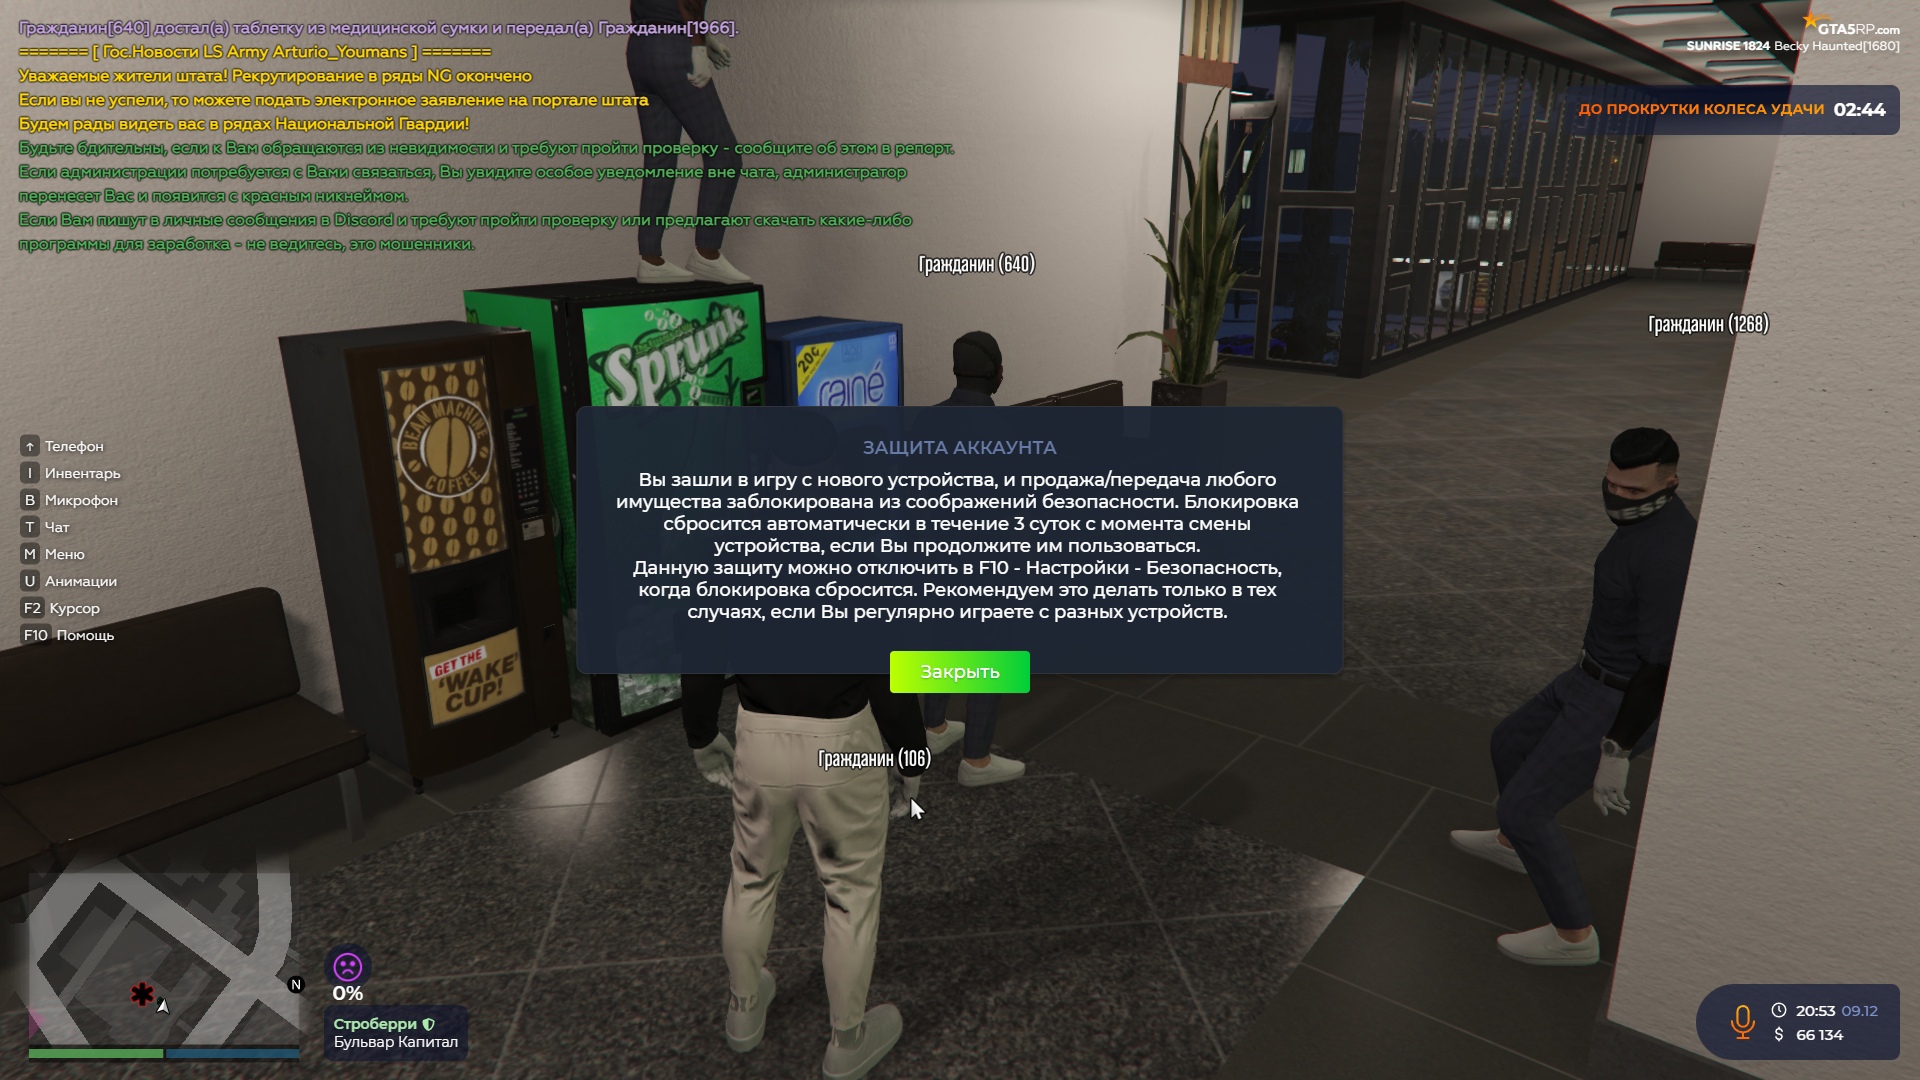 Гражданин[640] достал(а) таблетку из медицинской сумки и передал(а) Гражданин[1966].
======= [ Гос.Новости LS Army Arturio_Youmans ] =======
Уважаемые жители штата! Рекрутирование в ряды NG окончено
Если вы не успели, то можете подать электронное заявление на портале штата
Будем рады видеть вас в рядах Национальной Гвардии!
Будьте бдительны, если к Вам обращаются из невидимости и требуют пройти проверку - сообщите об этом в репорт.
Если администрации потребуется с Вами связаться, Вы увидите особое уведомление вне чата, администратор
перенесет Вас и появится с красным никнеймом.
Если Вам пишут в личные сообщения в Discord и требуют пройти проверку или предлагают скачать какие-либо
программы для заработка - не ведитесь, это мошенники.
GTA5RP.com
SUNRISE 1824 Becky Haunted[1680]
ДО ПРОКРУТКИ КОЛЕСА УДАЧИ 02:44
Гражданин (640)
Гражданин (1268)
Sprunk
20¢
rainé
BEAN MACHINE
COFFEE
GET THE
'WAKE'
CUP!
↑ Телефон
I Инвентарь
B Микрофон
T Чат
M Меню
U Анимации
F2 Курсор
F10 Помощь
ЗАЩИТА АККАУНТА
Вы зашли в игру с нового устройства, и продажа/передача любого
имущества заблокирована из соображений безопасности. Блокировка
сбросится автоматически в течение 3 суток с момента смены
устройства, если Вы продолжите им пользоваться.
Данную защиту можно отключить в F10 - Настройки - Безопасность,
когда блокировка сбросится. Рекомендуем это делать только в тех
случаях, если Вы регулярно играете с разных устройств.
Закрыть
Гражданин (106)
N
0%
Строберри
Бульвар Капитал
20:53 09.12
$ 66 134